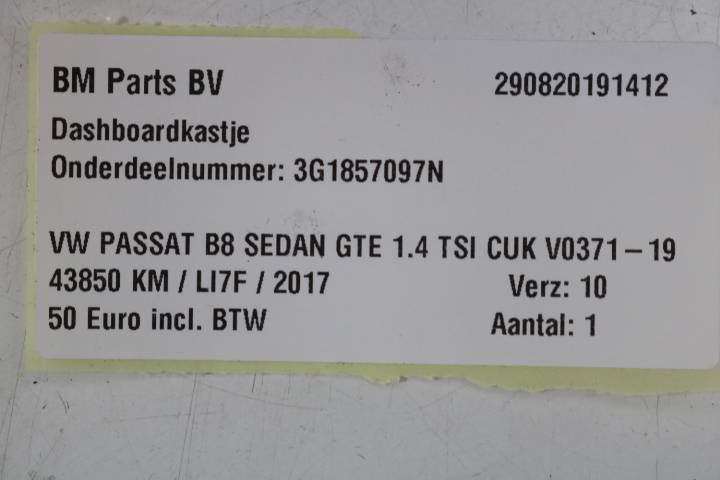 BM Parts BV 290820191412
Dashboardkastje
Onderdeelnummer: 3G1857097N
VW PASSAT B8 SEDAN GTE 1.4 TSI CUK V0371-19
43850 KM / LI7F / 2017 Verz: 10
50 Euro incl. BTW Aantal: 1